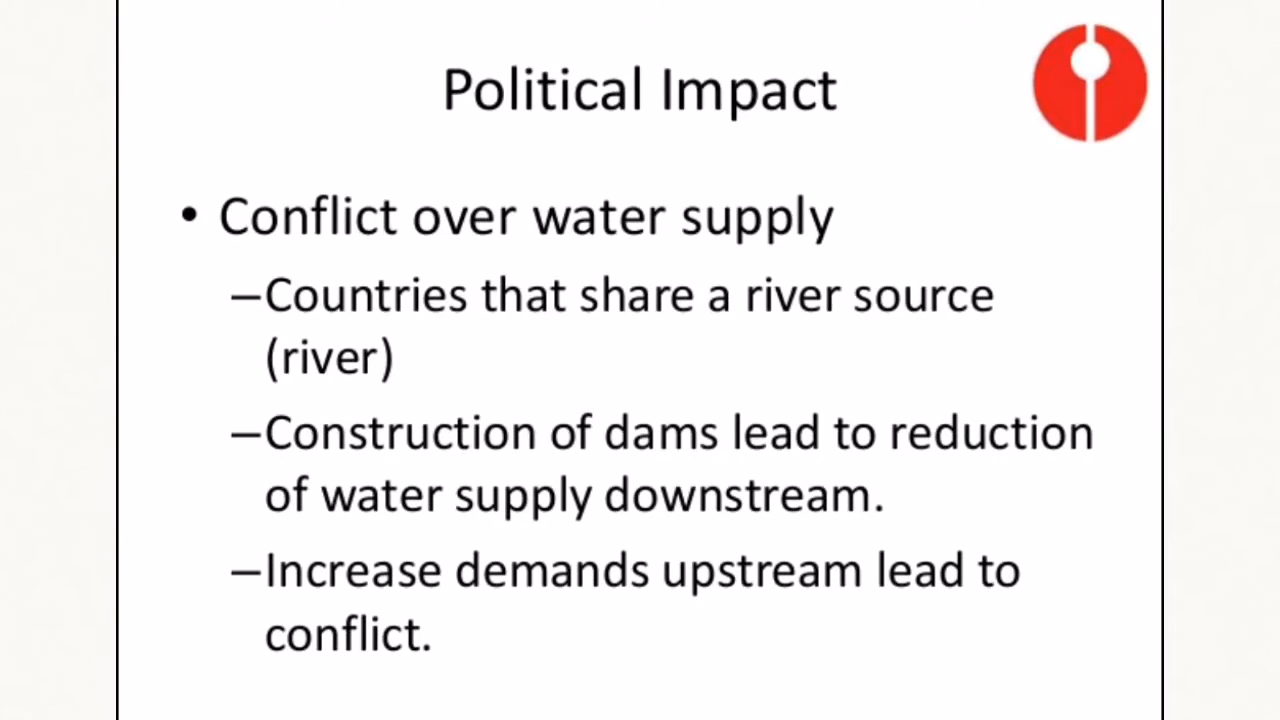 Political Impact
• Conflict over water supply
–Countries that share a river source
(river)
–Construction of dams lead to reduction
of water supply downstream.
–Increase demands upstream lead to
conflict.